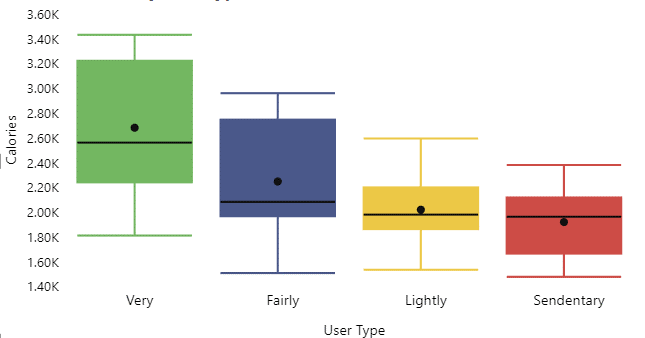 3.60K
3.40K
3.20K
3.00K
2.80K
2.60K
2.40K
2.20K
2.00K
1.80K
1.60K
1.40K
Calories
Very Fairly Lightly Sendentary
User Type